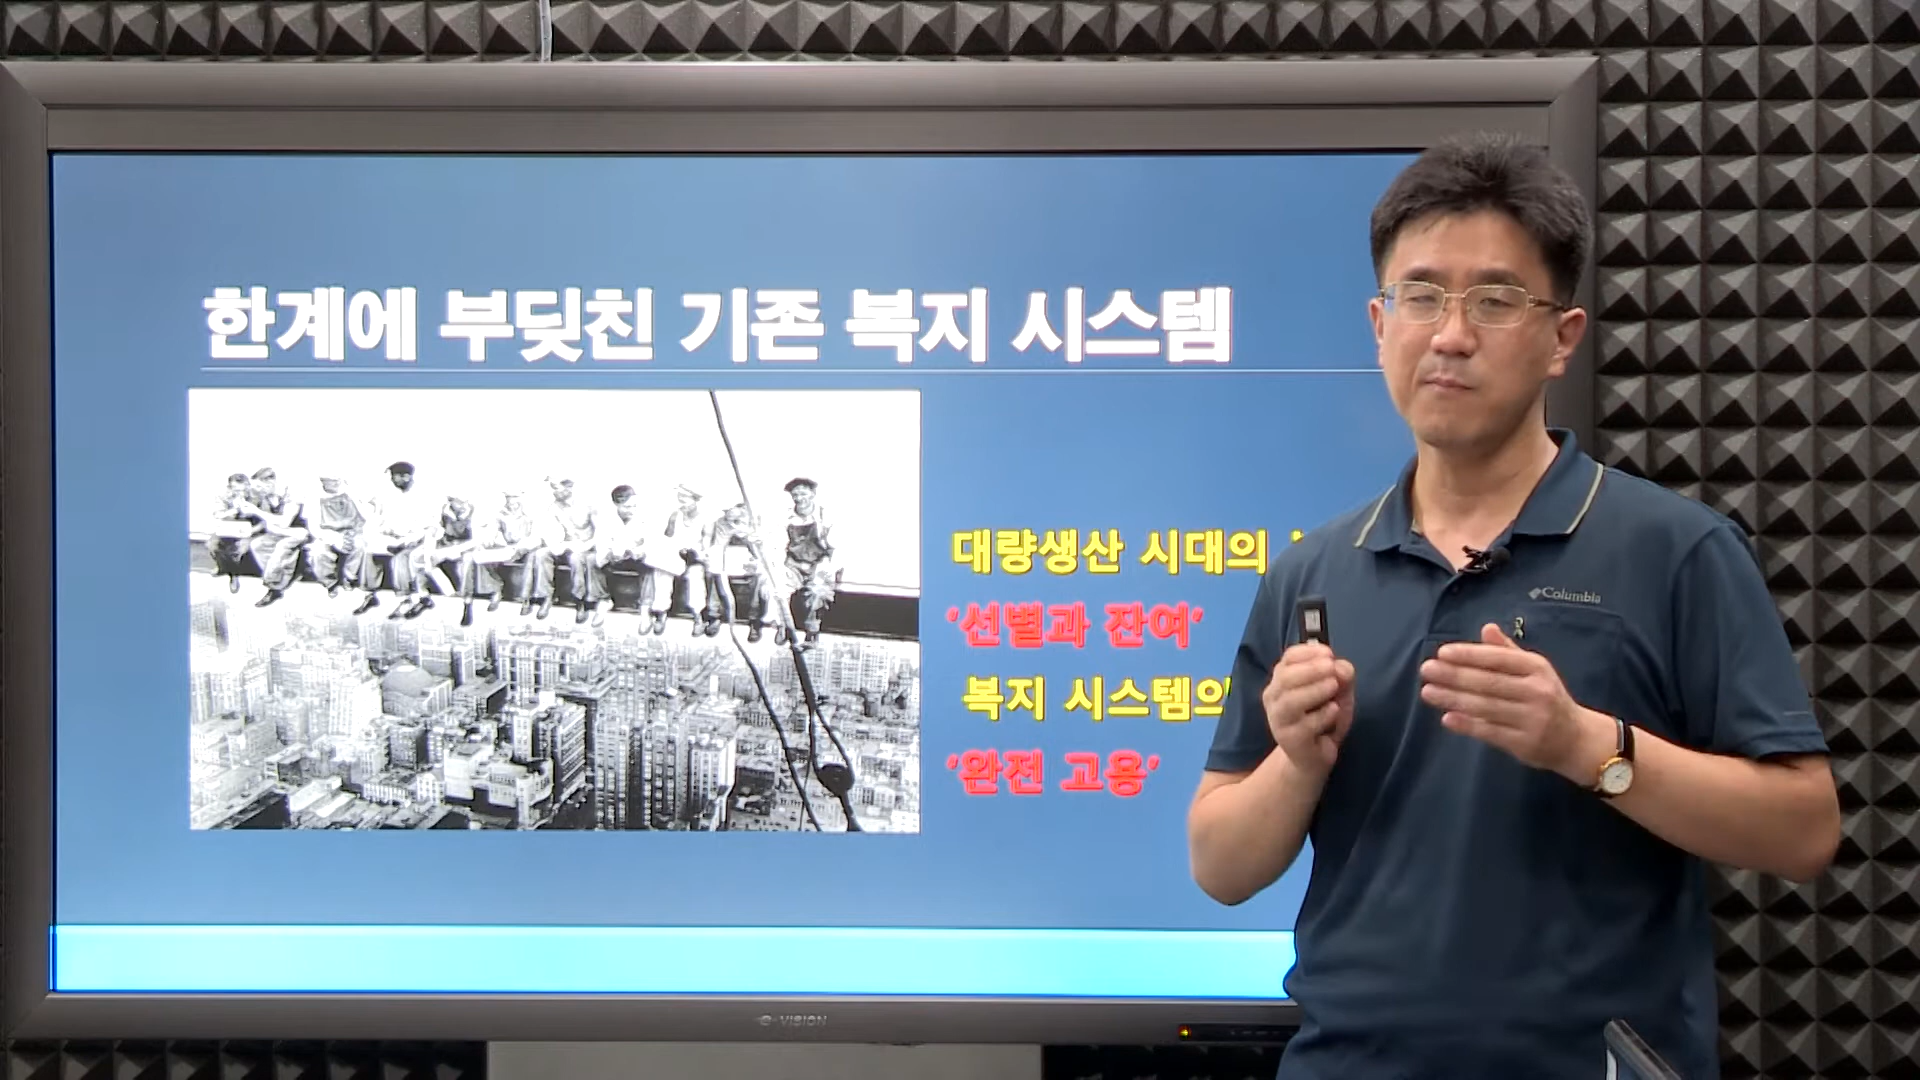 한계에 부딪친 기존 복지 시스템
대량생산 시대의
‘선별과 잔여’
복지 시스템의
‘완전 고용’
Columbia
e-VISION